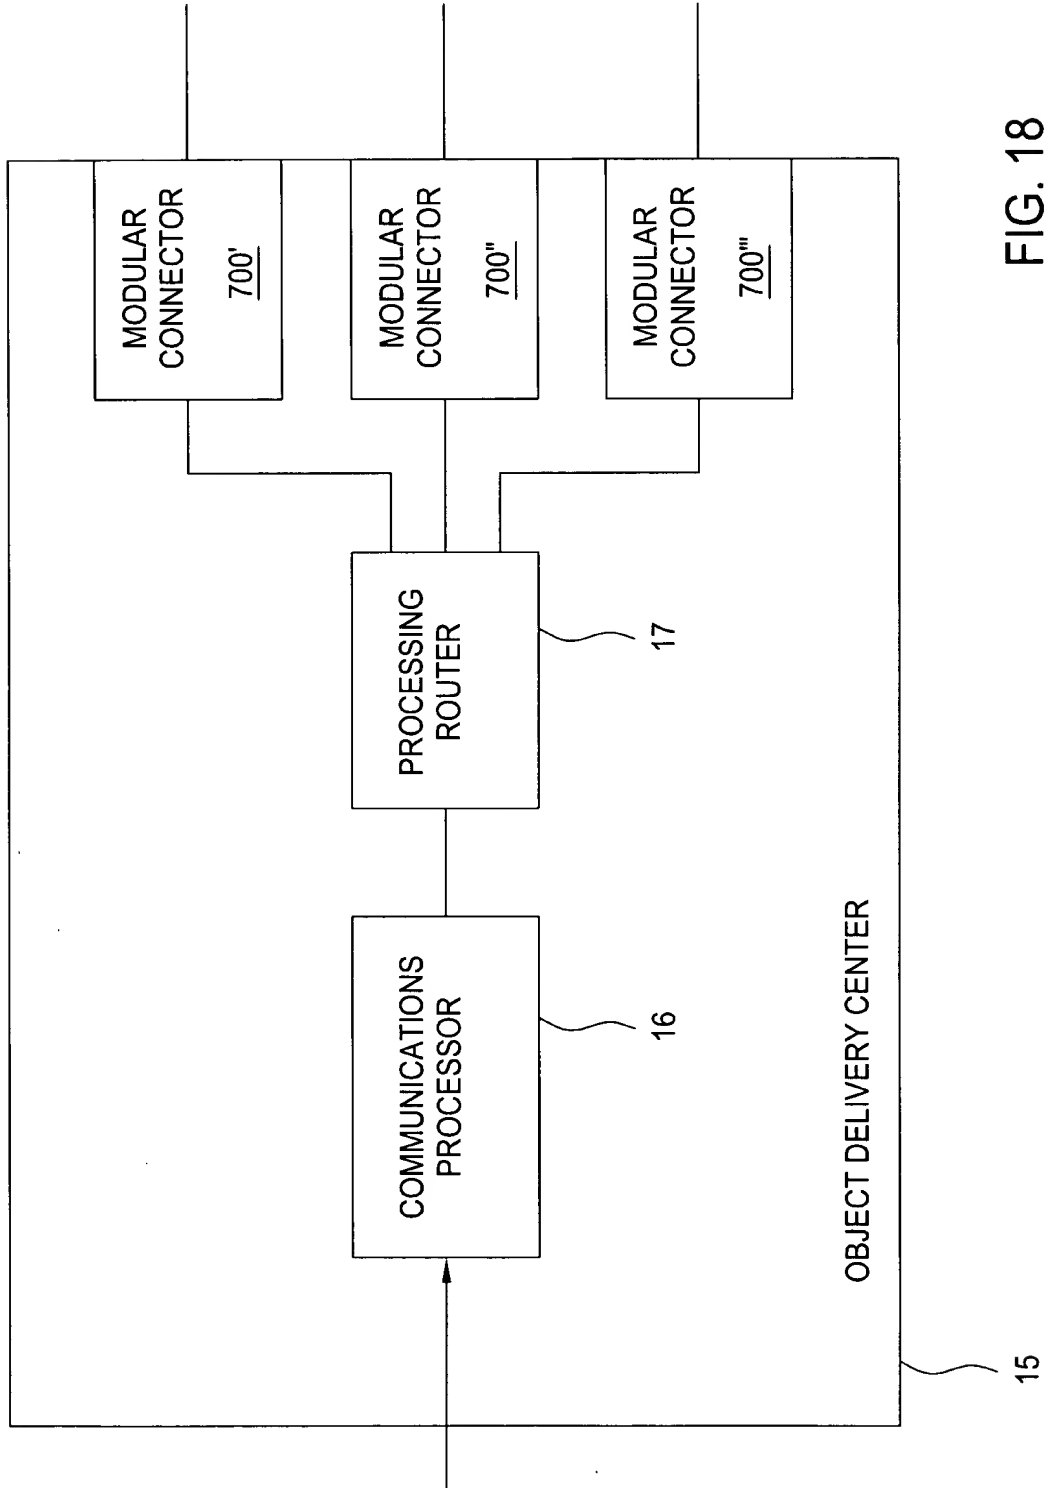 MODULAR
CONNECTOR
700'
MODULAR
CONNECTOR
700"
MODULAR
CONNECTOR
700'"
PROCESSING
ROUTER
17
COMMUNICATIONS
PROCESSOR
16
OBJECT DELIVERY CENTER
15
FIG. 18